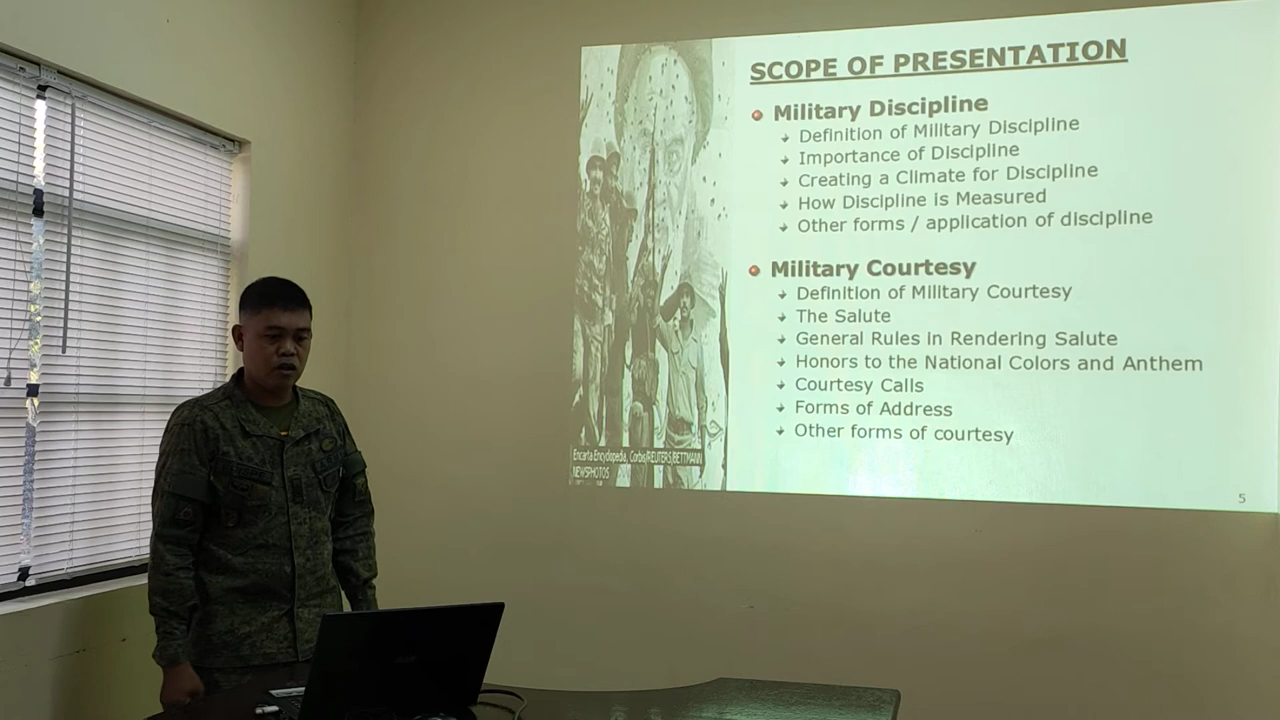 SCOPE OF PRESENTATION
Military Discipline
Definition of Military Discipline
Importance of Discipline
Creating a Climate for Discipline
How Discipline is Measured
Other forms / application of discipline
Military Courtesy
Definition of Military Courtesy
The Salute
General Rules in Rendering Salute
Honors to the National Colors and Anthem
Courtesy Calls
Forms of Address
Other forms of courtesy
Encarta Encyclopedia, Corbis/REUTERS BETTMANN
NEWSPHOTOS
5